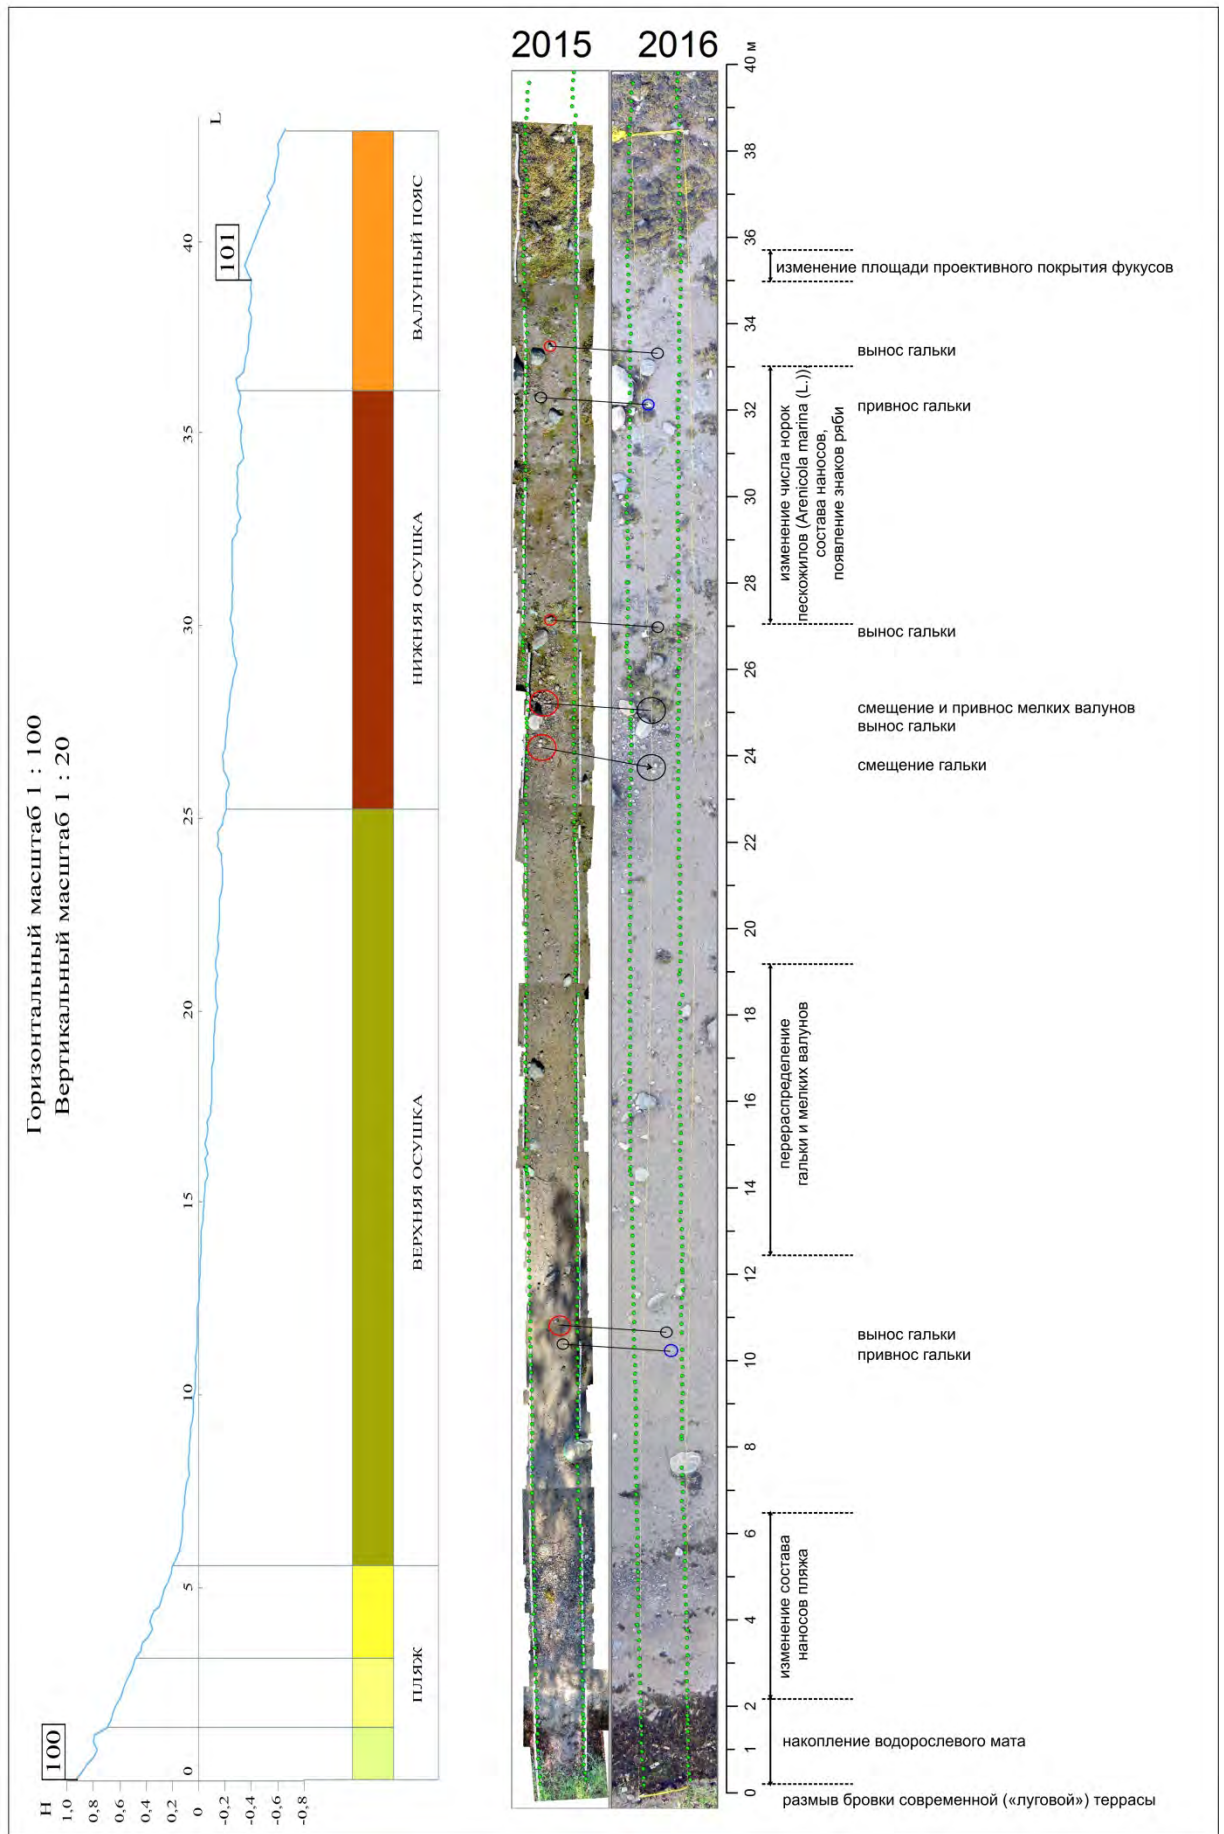 Горизонтальный масштаб 1 : 100
Вертикальный масштаб 1 : 20
2015
2016
40 м
38
36
34
32
30
28
26
24
22
20
18
16
14
12
10
8
6
4
2
1
0
L
40
35
30
25
20
15
10
5
0
101
100
H
1,0
0,8
0,6
0,4
0,2
0
-0,2
-0,4
-0,6
-0,8
ВАЛУННЫЙ ПОЯС
НИЖНЯЯ ОСУШКА
ВЕРХНЯЯ ОСУШКА
ПЛЯЖ
изменение площади проективного покрытия фукусов
вынос гальки
привнос гальки
изменение числа норок
пескожилов (Arenicola marina (L.)),
состава наносов,
появление знаков ряби
вынос гальки
смещение и привнос мелких валунов
вынос гальки
смещение гальки
перераспределение
гальки и мелких валунов
вынос гальки
привнос гальки
изменение состава
наносов пляжа
накопление водорослевого мата
размыв бровки современной («луговой») террасы